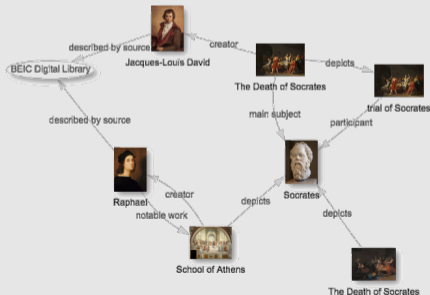 described by source
creator
BEIC Digital Library
Jacques-Louis David
depicts
The Death of Socrates
trial of Socrates
main subject
participant
described by source
Raphael
creator
Socrates
notable work
depicts
depicts
School of Athens
The Death of Socrates